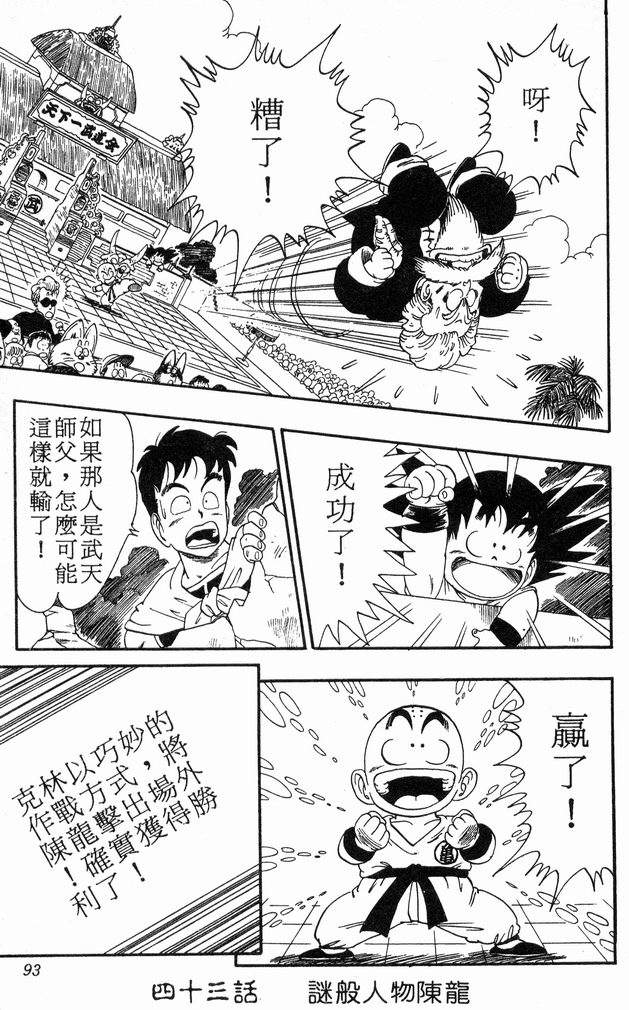 呀！
糟了！
天下一武道会
武
成功了！
如果那人是武天
師父，怎麼可能
這樣就輸了！
贏了！
亀
克林以巧妙的
作戰方式，將
陳龍擊出場外
！確實獲得勝
利了！
93
四十三話　謎般人物陳龍